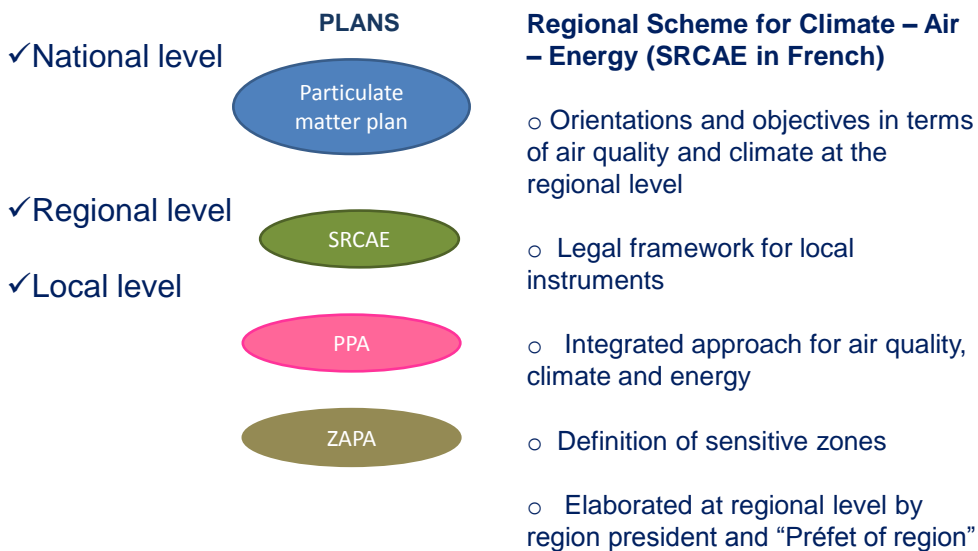 ✓National level
✓Regional level
✓Local level
PLANS
Particulate
matter plan
SRCAE
PPA
ZAPA
Regional Scheme for Climate – Air
– Energy (SRCAE in French)
o Orientations and objectives in terms
of air quality and climate at the
regional level
o Legal framework for local
instruments
o Integrated approach for air quality,
climate and energy
o Definition of sensitive zones
o Elaborated at regional level by
region president and “Préfet of region”